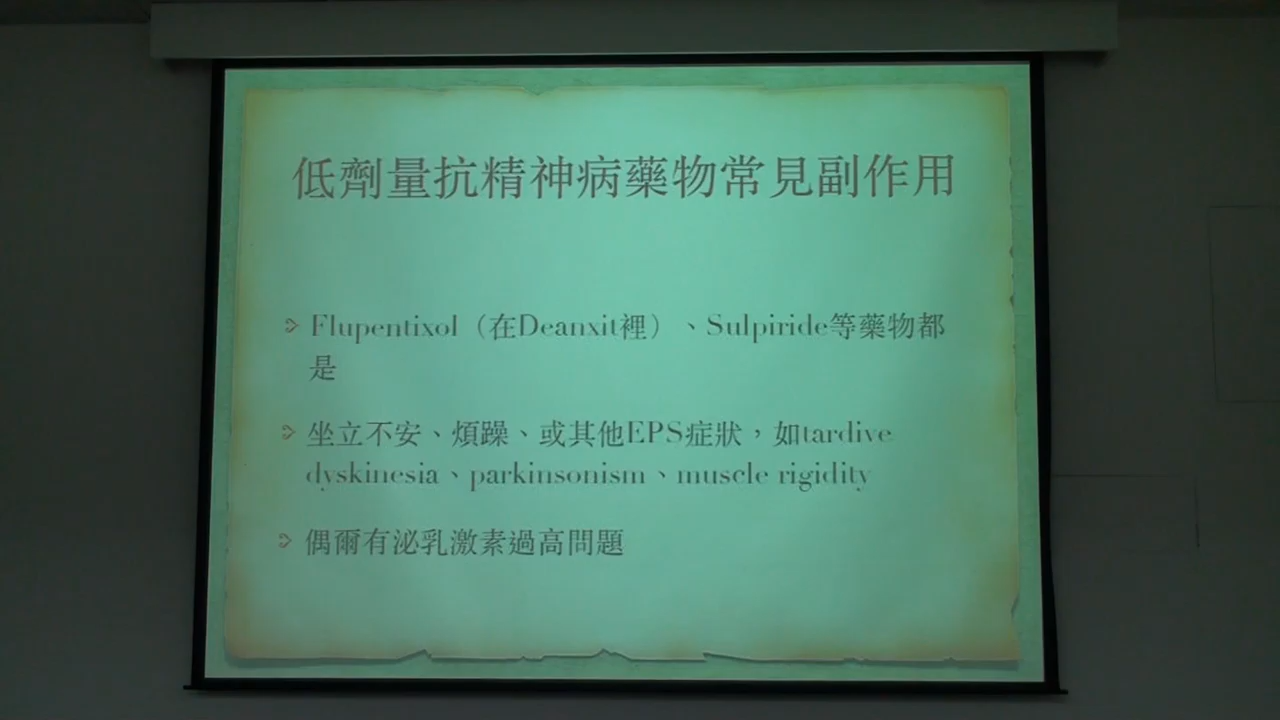 低劑量抗精神病藥物常見副作用
Flupentixol（在Deanxit裡）、Sulpiride等藥物都
是
坐立不安、煩躁、或其他EPS症狀，如tardive
dyskinesia、parkinsonism、muscle rigidity
偶爾有泌乳激素過高問題